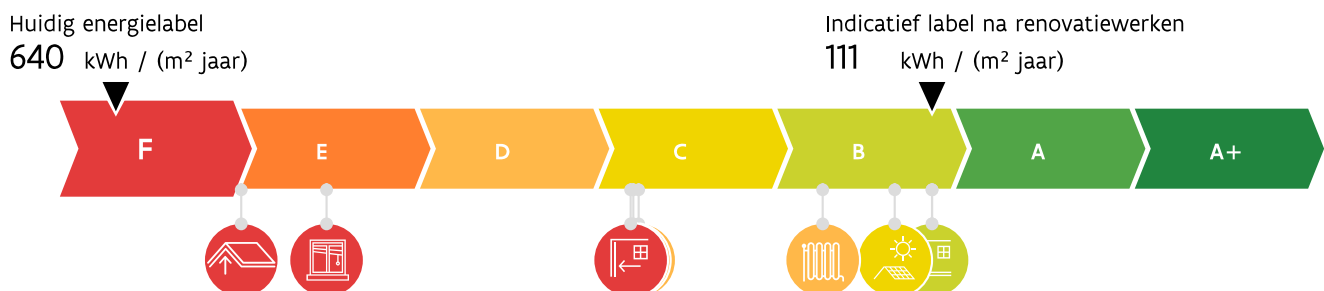 Huidig energielabel
640 kWh / (m² jaar)
Indicatief label na renovatiewerken
111 kWh / (m² jaar)
F E D C B A A+